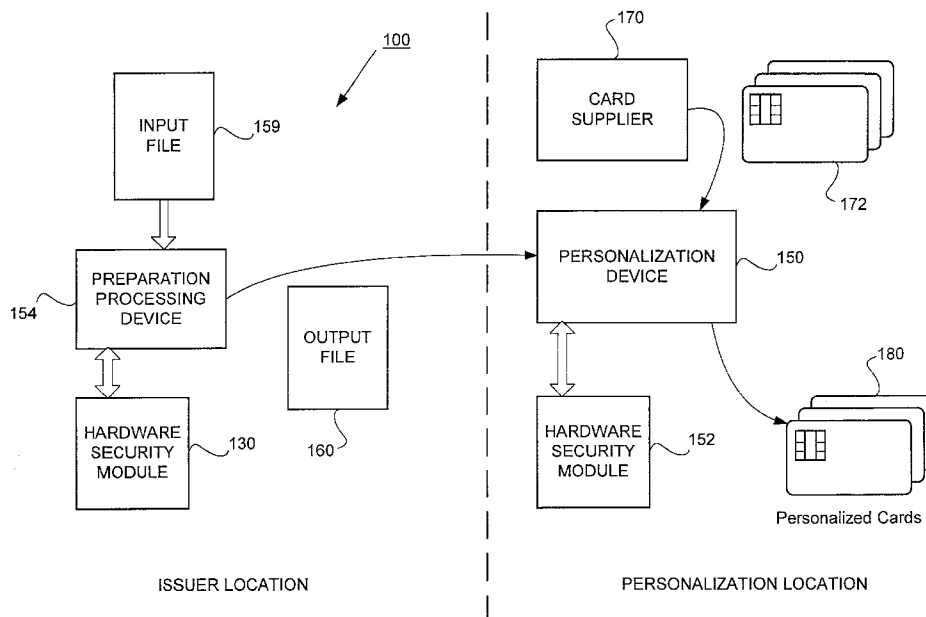 100
INPUT
FILE
159
PREPARATION
PROCESSING
DEVICE
154
HARDWARE
SECURITY
MODULE
130
OUTPUT
FILE
160
ISSUER LOCATION
170
CARD
SUPPLIER
172
PERSONALIZATION
DEVICE
150
HARDWARE
SECURITY
MODULE
152
180
Personalized Cards
PERSONALIZATION LOCATION